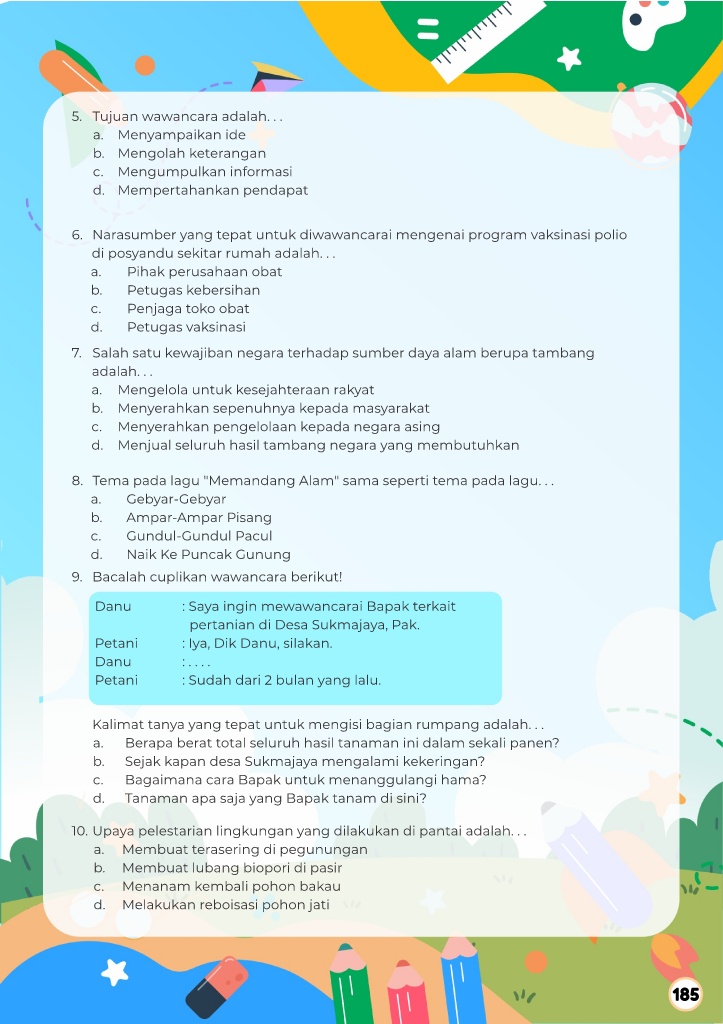 5. Tujuan wawancara adalah. . .
a. Menyampaikan ide
b. Mengolah keterangan
c. Mengumpulkan informasi
d. Mempertahankan pendapat
6. Narasumber yang tepat untuk diwawancarai mengenai program vaksinasi polio
di posyandu sekitar rumah adalah. . .
a. Pihak perusahaan obat
b. Petugas kebersihan
c. Penjaga toko obat
d. Petugas vaksinasi
7. Salah satu kewajiban negara terhadap sumber daya alam berupa tambang
adalah. . .
a. Mengelola untuk kesejahteraan rakyat
b. Menyerahkan sepenuhnya kepada masyarakat
c. Menyerahkan pengelolaan kepada negara asing
d. Menjual seluruh hasil tambang negara yang membutuhkan
8. Tema pada lagu "Memandang Alam" sama seperti tema pada lagu. . .
a. Gebyar-Gebyar
b. Ampar-Ampar Pisang
c. Gundul-Gundul Pacul
d. Naik Ke Puncak Gunung
9. Bacalah cuplikan wawancara berikut!
Danu : Saya ingin mewawancarai Bapak terkait
pertanian di Desa Sukmajaya, Pak.
Petani : Iya, Dik Danu, silakan.
Danu : . . . .
Petani : Sudah dari 2 bulan yang lalu.
Kalimat tanya yang tepat untuk mengisi bagian rumpang adalah. . .
a. Berapa berat total seluruh hasil tanaman ini dalam sekali panen?
b. Sejak kapan desa Sukmajaya mengalami kekeringan?
c. Bagaimana cara Bapak untuk menanggulangi hama?
d. Tanaman apa saja yang Bapak tanam di sini?
10. Upaya pelestarian lingkungan yang dilakukan di pantai adalah. . .
a. Membuat terasering di pegunungan
b. Membuat lubang biopori di pasir
c. Menanam kembali pohon bakau
d. Melakukan reboisasi pohon jati
185